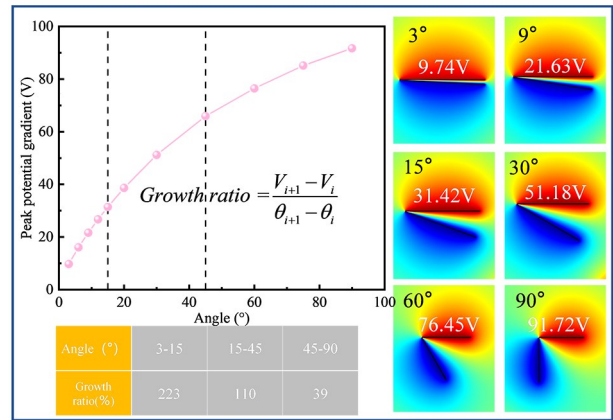 Peak potential gradient (V)
100
80
60
40
20
0
0 20 40 60 80 100
Angle (°)
Growth ratio = (V_{i+1} − V_i) / (θ_{i+1} − θ_i)
Angle (°) 3-15 15-45 45-90
Growth ratio(%) 223 110 39
3° 9°
9.74V 21.63V
15° 30°
31.42V 51.18V
60° 90°
76.45V 91.72V